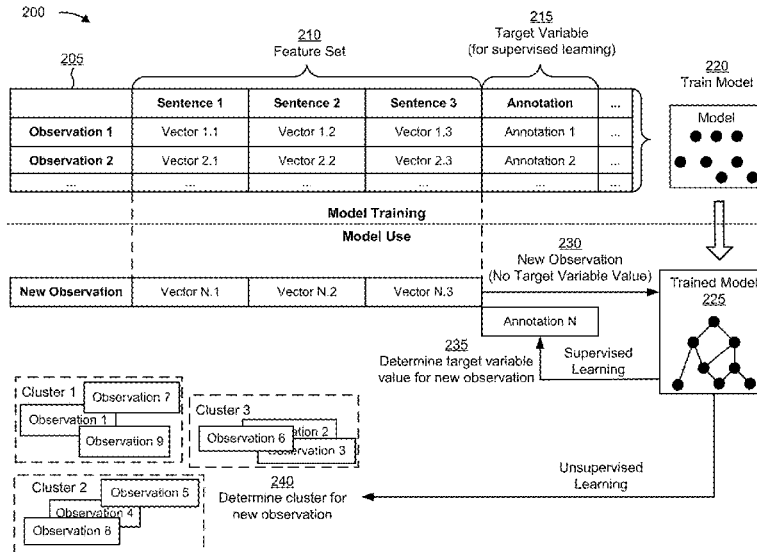 200
205
210
Feature Set
215
Target Variable
(for supervised learning)
220
Train Model
Sentence 1 Sentence 2 Sentence 3 Annotation ...
Observation 1 Vector 1.1 Vector 1.2 Vector 1.3 Annotation 1 ...
Observation 2 Vector 2.1 Vector 2.2 Vector 2.3 Annotation 2 ...
... ... ... ... ... ...
Model
Model Training
Model Use
230
New Observation
(No Target Variable Value)
New Observation Vector N.1 Vector N.2 Vector N.3
Annotation N
Trained Model
225
235
Determine target variable
value for new observation
Supervised
Learning
Cluster 1
Observation 7
Observation 1
Observation 9
Cluster 3
Observation 2
Observation 6
Observation 3
Cluster 2
Observation 5
Observation 4
Observation 8
240
Determine cluster for
new observation
Unsupervised
Learning